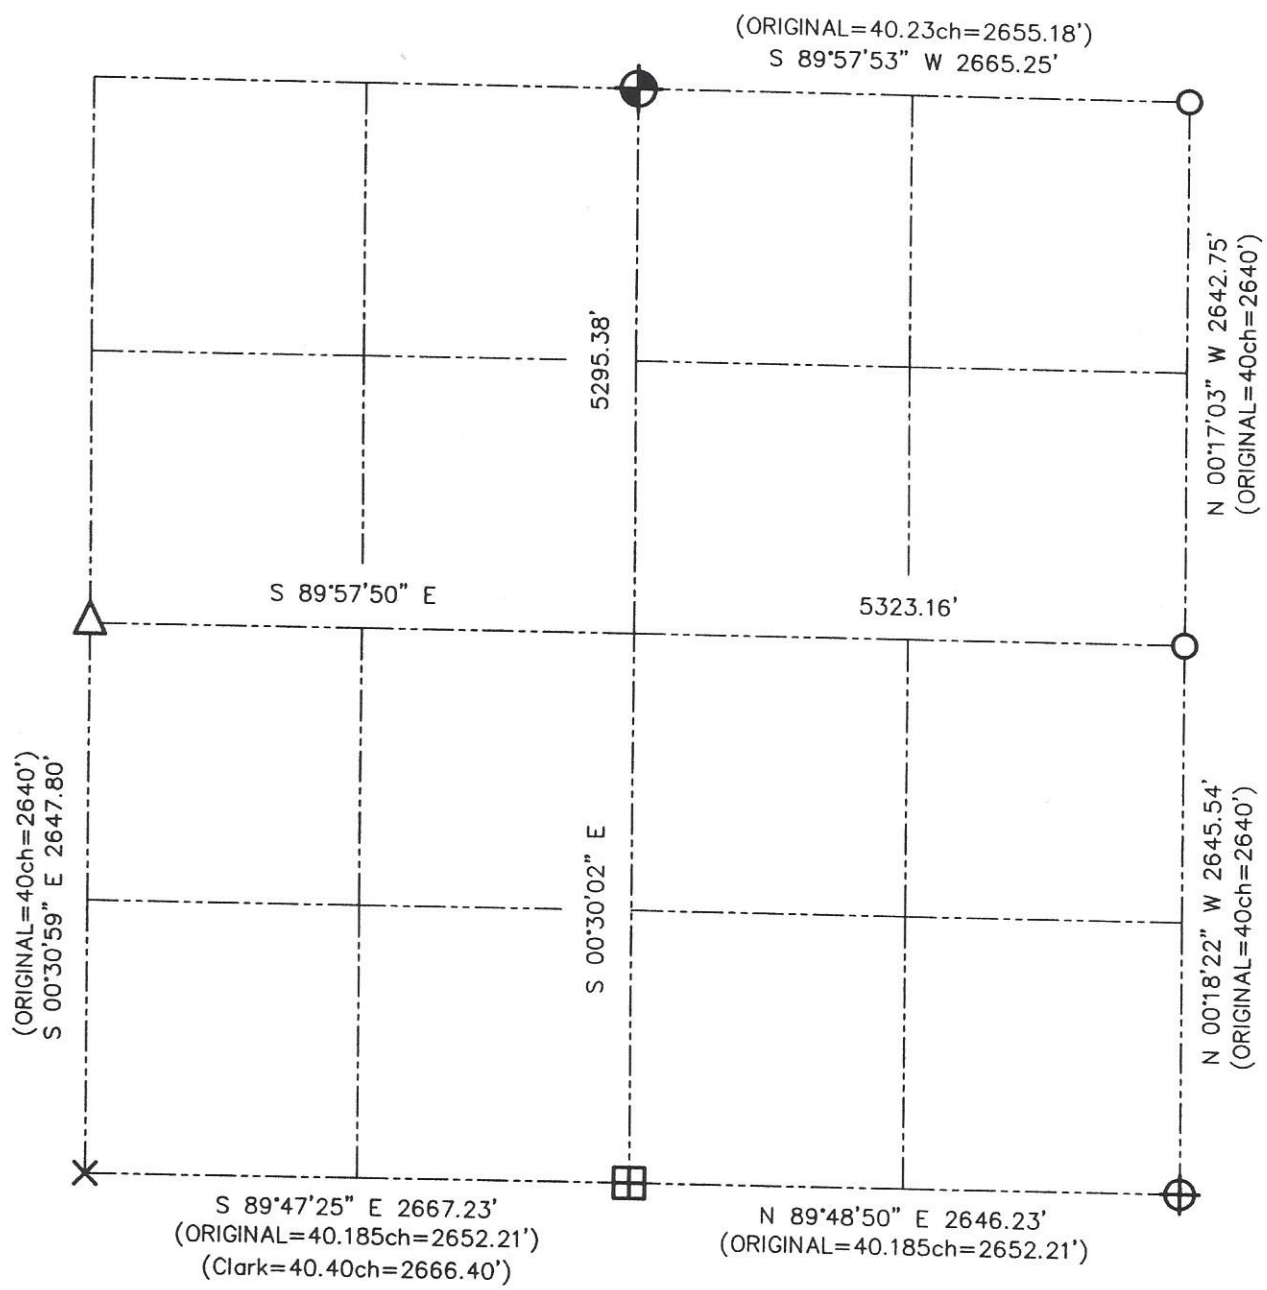 (ORIGINAL=40.23ch=2655.18')
S 89°57'53" W 2665.25'
N 00°17'03" W 2642.75'
(ORIGINAL=40ch=2640')
5295.38'
S 89°57'50" E
5323.16'
(ORIGINAL=40ch=2640')
S 00°30'59" E 2647.80'
S 00°30'02" E
N 00°18'22" W 2645.54'
(ORIGINAL=40ch=2640')
S 89°47'25" E 2667.23'
(ORIGINAL=40.185ch=2652.21')
(Clark=40.40ch=2666.40')
N 89°48'50" E 2646.23'
(ORIGINAL=40.185ch=2652.21')